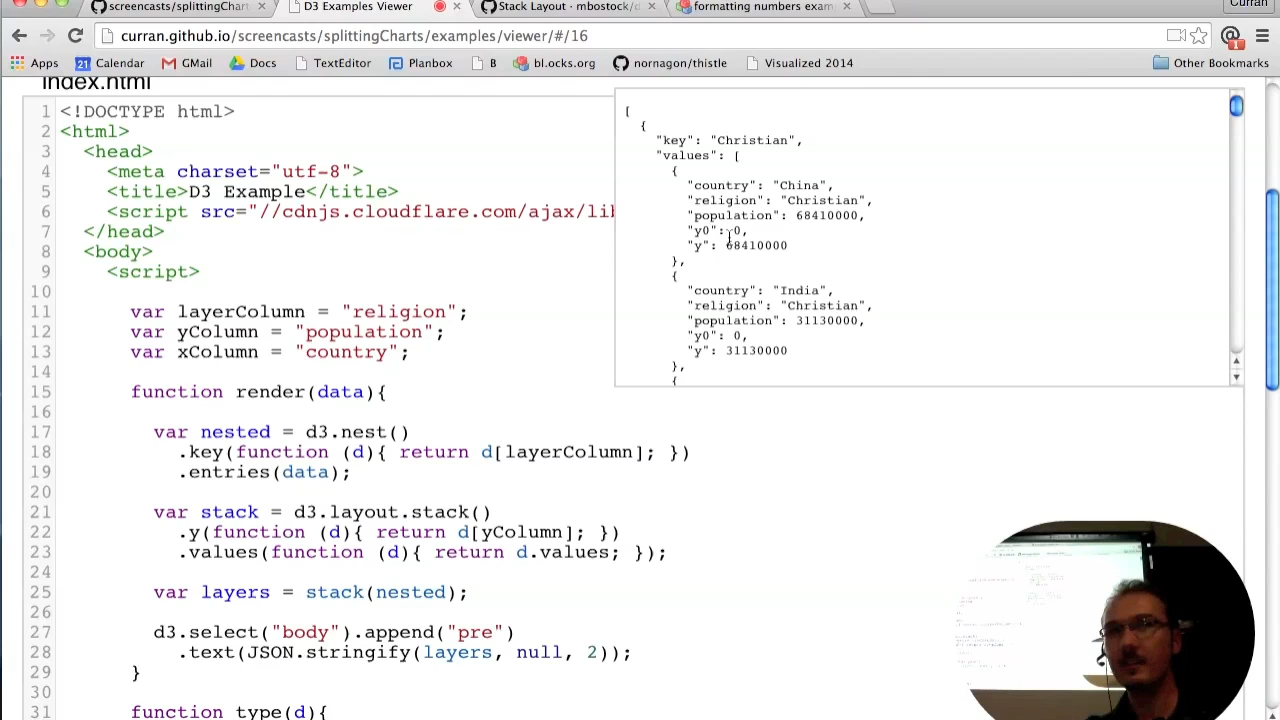 screencasts/splittingChart
D3 Examples Viewer
Stack Layout · mbostock/d
formatting numbers exam
Curran
curran.github.io/screencasts/splittingCharts/examples/viewer/#/16
1
Apps
21 Calendar
GMail
Docs
TextEditor
Planbox
B
bl.ocks.org
nornagon/thistle
Visualized 2014
Other Bookmarks
index.html
1 <!DOCTYPE html>
2 <html>
3 <head>
4 <meta charset="utf-8">
5 <title>D3 Example</title>
6 <script src="//cdnjs.cloudflare.com/ajax/lib
7 </head>
8 <body>
9 <script>
10
11 var layerColumn = "religion";
12 var yColumn = "population";
13 var xColumn = "country";
14
15 function render(data){
16
17 var nested = d3.nest()
18 .key(function (d){ return d[layerColumn]; })
19 .entries(data);
20
21 var stack = d3.layout.stack()
22 .y(function (d){ return d[yColumn]; })
23 .values(function (d){ return d.values; });
24
25 var layers = stack(nested);
26
27 d3.select("body").append("pre")
28 .text(JSON.stringify(layers, null, 2));
29 }
30
31 function type(d){
[
{
"key": "Christian",
"values": [
{
"country": "China",
"religion": "Christian",
"population": 68410000,
"y0": 0,
"y": 68410000
},
{
"country": "India",
"religion": "Christian",
"population": 31130000,
"y0": 0,
"y": 31130000
},
{